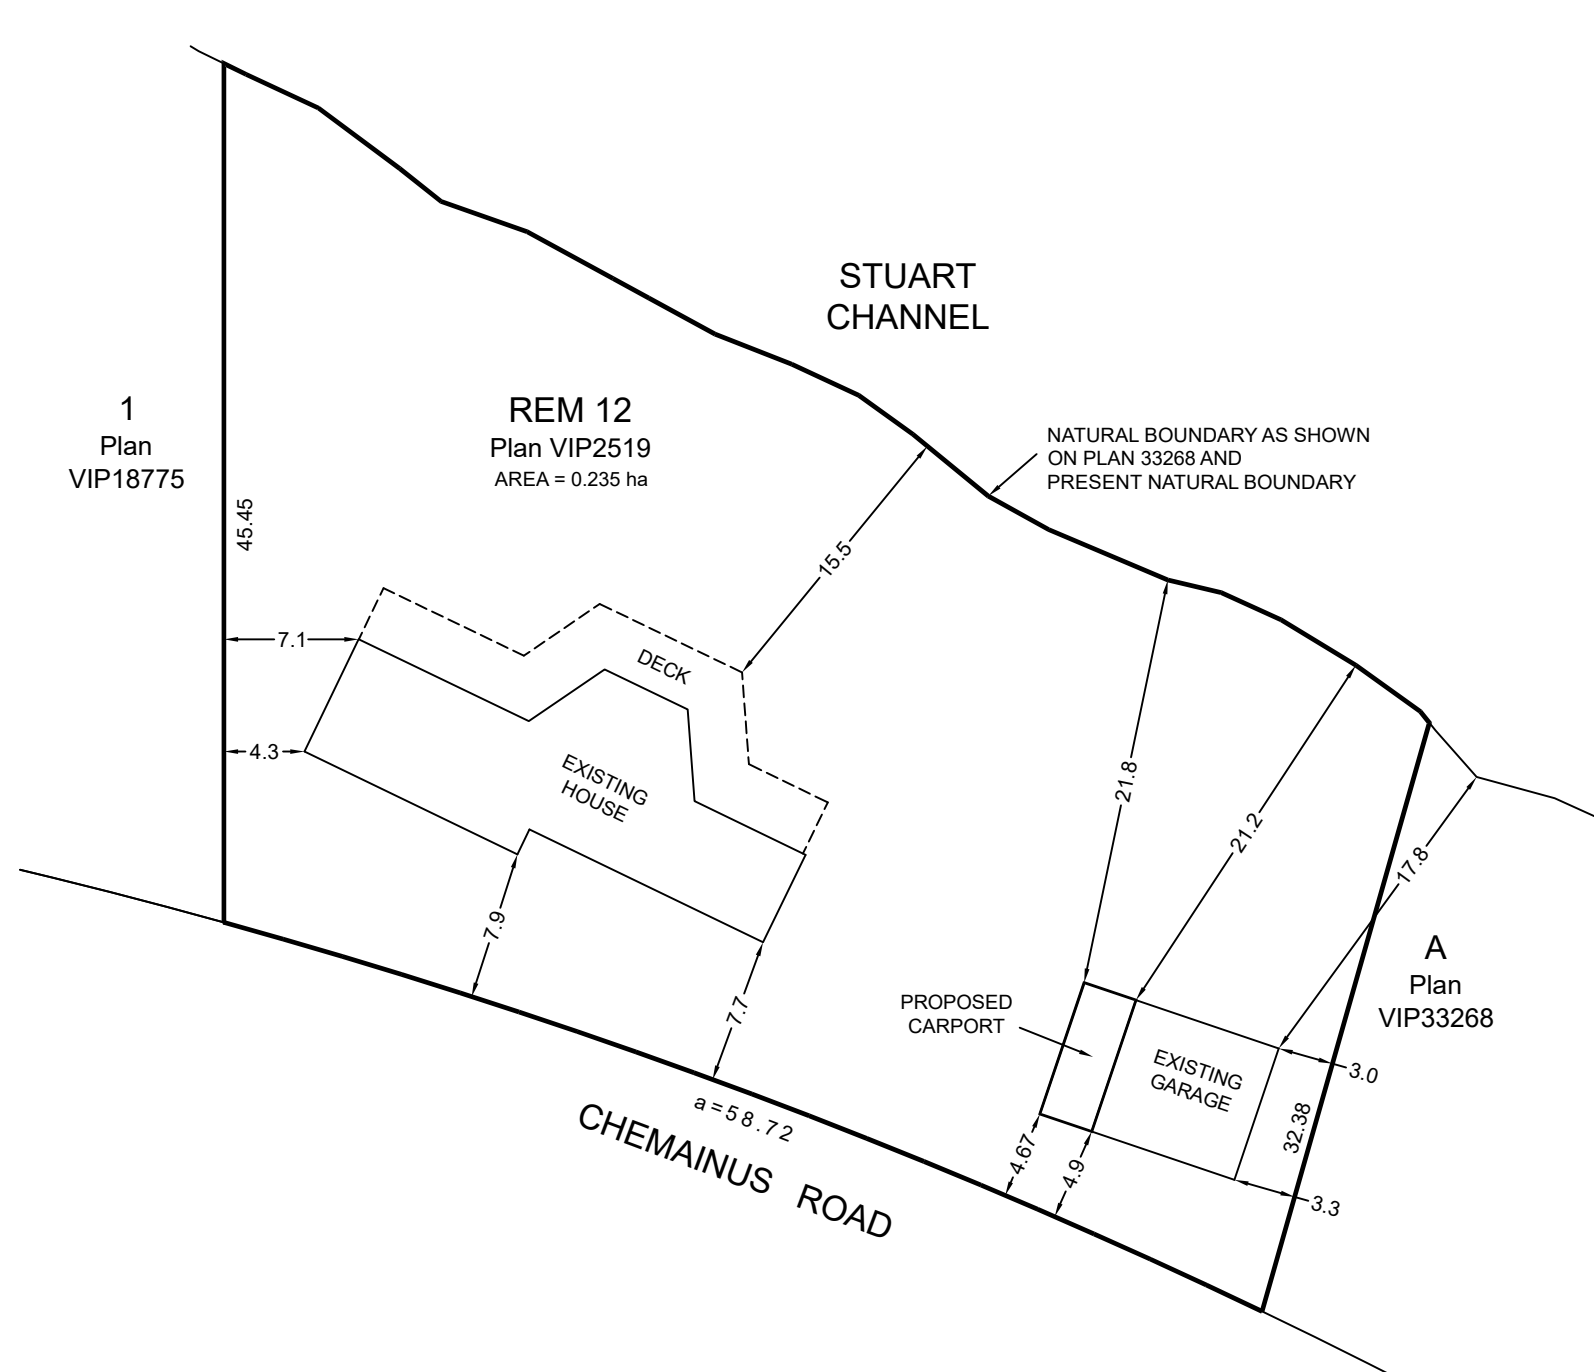 STUART
CHANNEL
1
Plan
VIP18775
REM 12
Plan VIP2519
AREA = 0.235 ha
NATURAL BOUNDARY AS SHOWN
ON PLAN 33268 AND
PRESENT NATURAL BOUNDARY
45.45
15.5
7.1
DECK
4.3
EXISTING
HOUSE
21.8
21.2
17.8
7.9
7.7
A
Plan
VIP33268
PROPOSED
CARPORT
EXISTING
GARAGE
3.0
32.38
4.67
4.9
3.3
a=58.72
CHEMAINUS ROAD